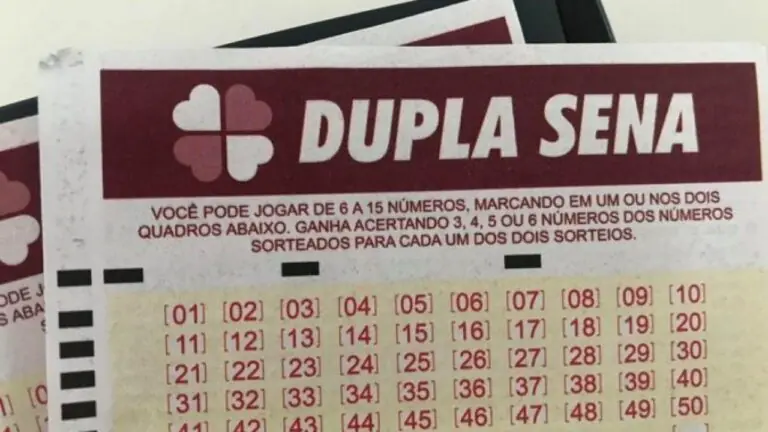 DUPLA SENA
VOCÊ PODE JOGAR DE 6 A 15 NÚMEROS, MARCANDO EM UM OU NOS DOIS
QUADROS ABAIXO. GANHA ACERTANDO 3, 4, 5 OU 6 NÚMEROS DOS NÚMEROS
SORTEADOS PARA CADA UM DOS DOIS SORTEIOS.
[01] [02] [03] [04] [05] [06] [07] [08] [09] [10]
[11] [12] [13] [14] [15] [16] [17] [18] [19] [20]
[21] [22] [23] [24] [25] [26] [27] [28] [29] [30]
[31] [32] [33] [34] [35] [36] [37] [38] [39] [40]
[41] [42] [43] [44] [45] [46] [47] [48] [49] [50]